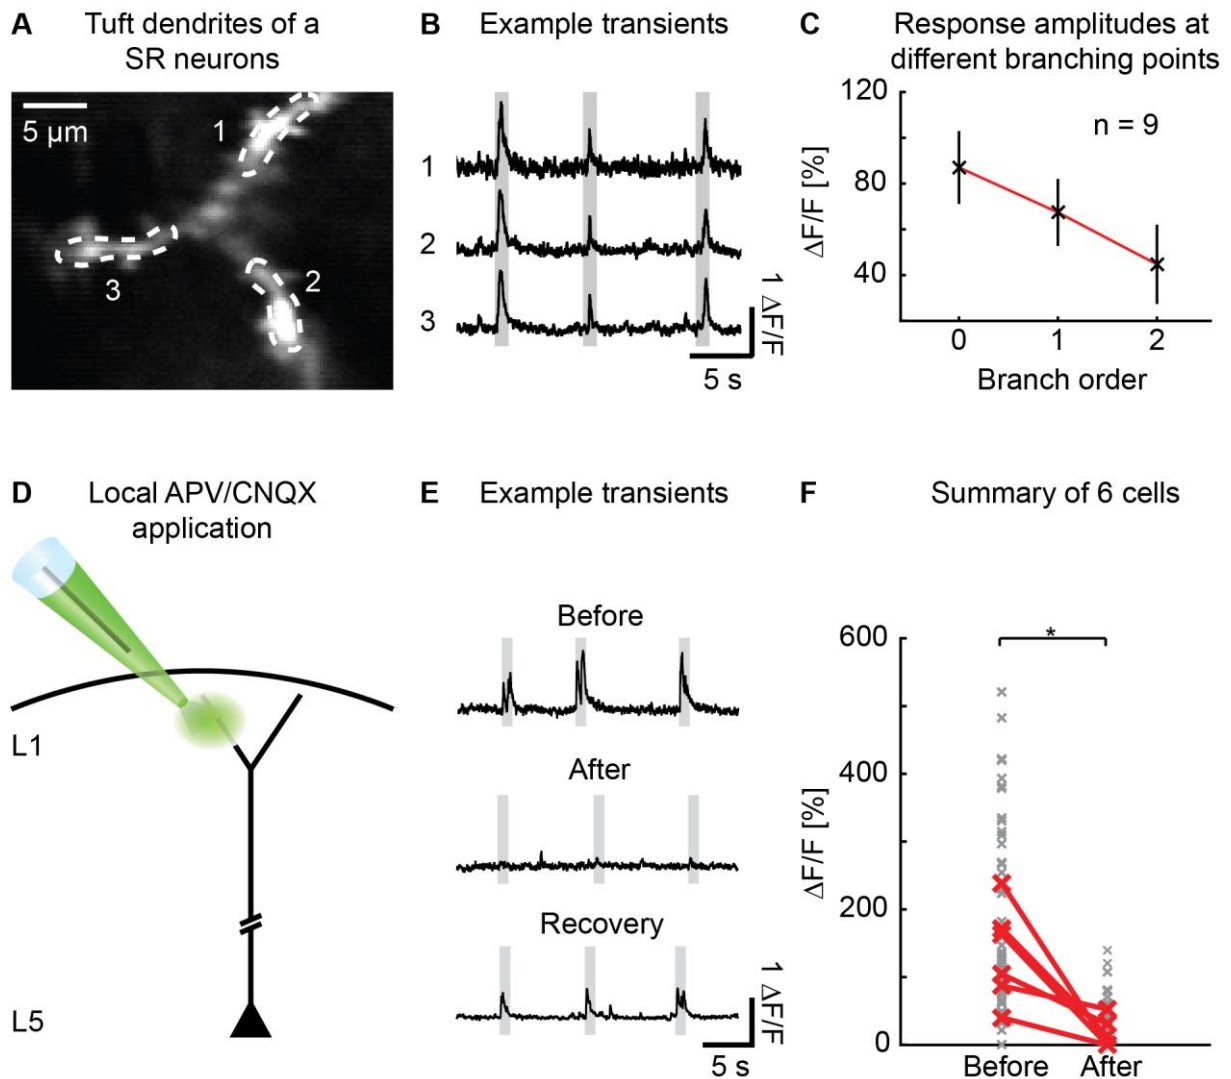 A Tuft dendrites of a
SR neurons
5 µm
1
2
3
B Example transients
1
2
3
1 ΔF/F
5 s
C Response amplitudes at
different branching points
n = 9
ΔF/F [%]
120
80
40
0 1 2
Branch order
D Local APV/CNQX
application
L1
L5
E Example transients
Before
After
Recovery
1 ΔF/F
5 s
F Summary of 6 cells
*
ΔF/F [%]
600
400
200
0
Before After